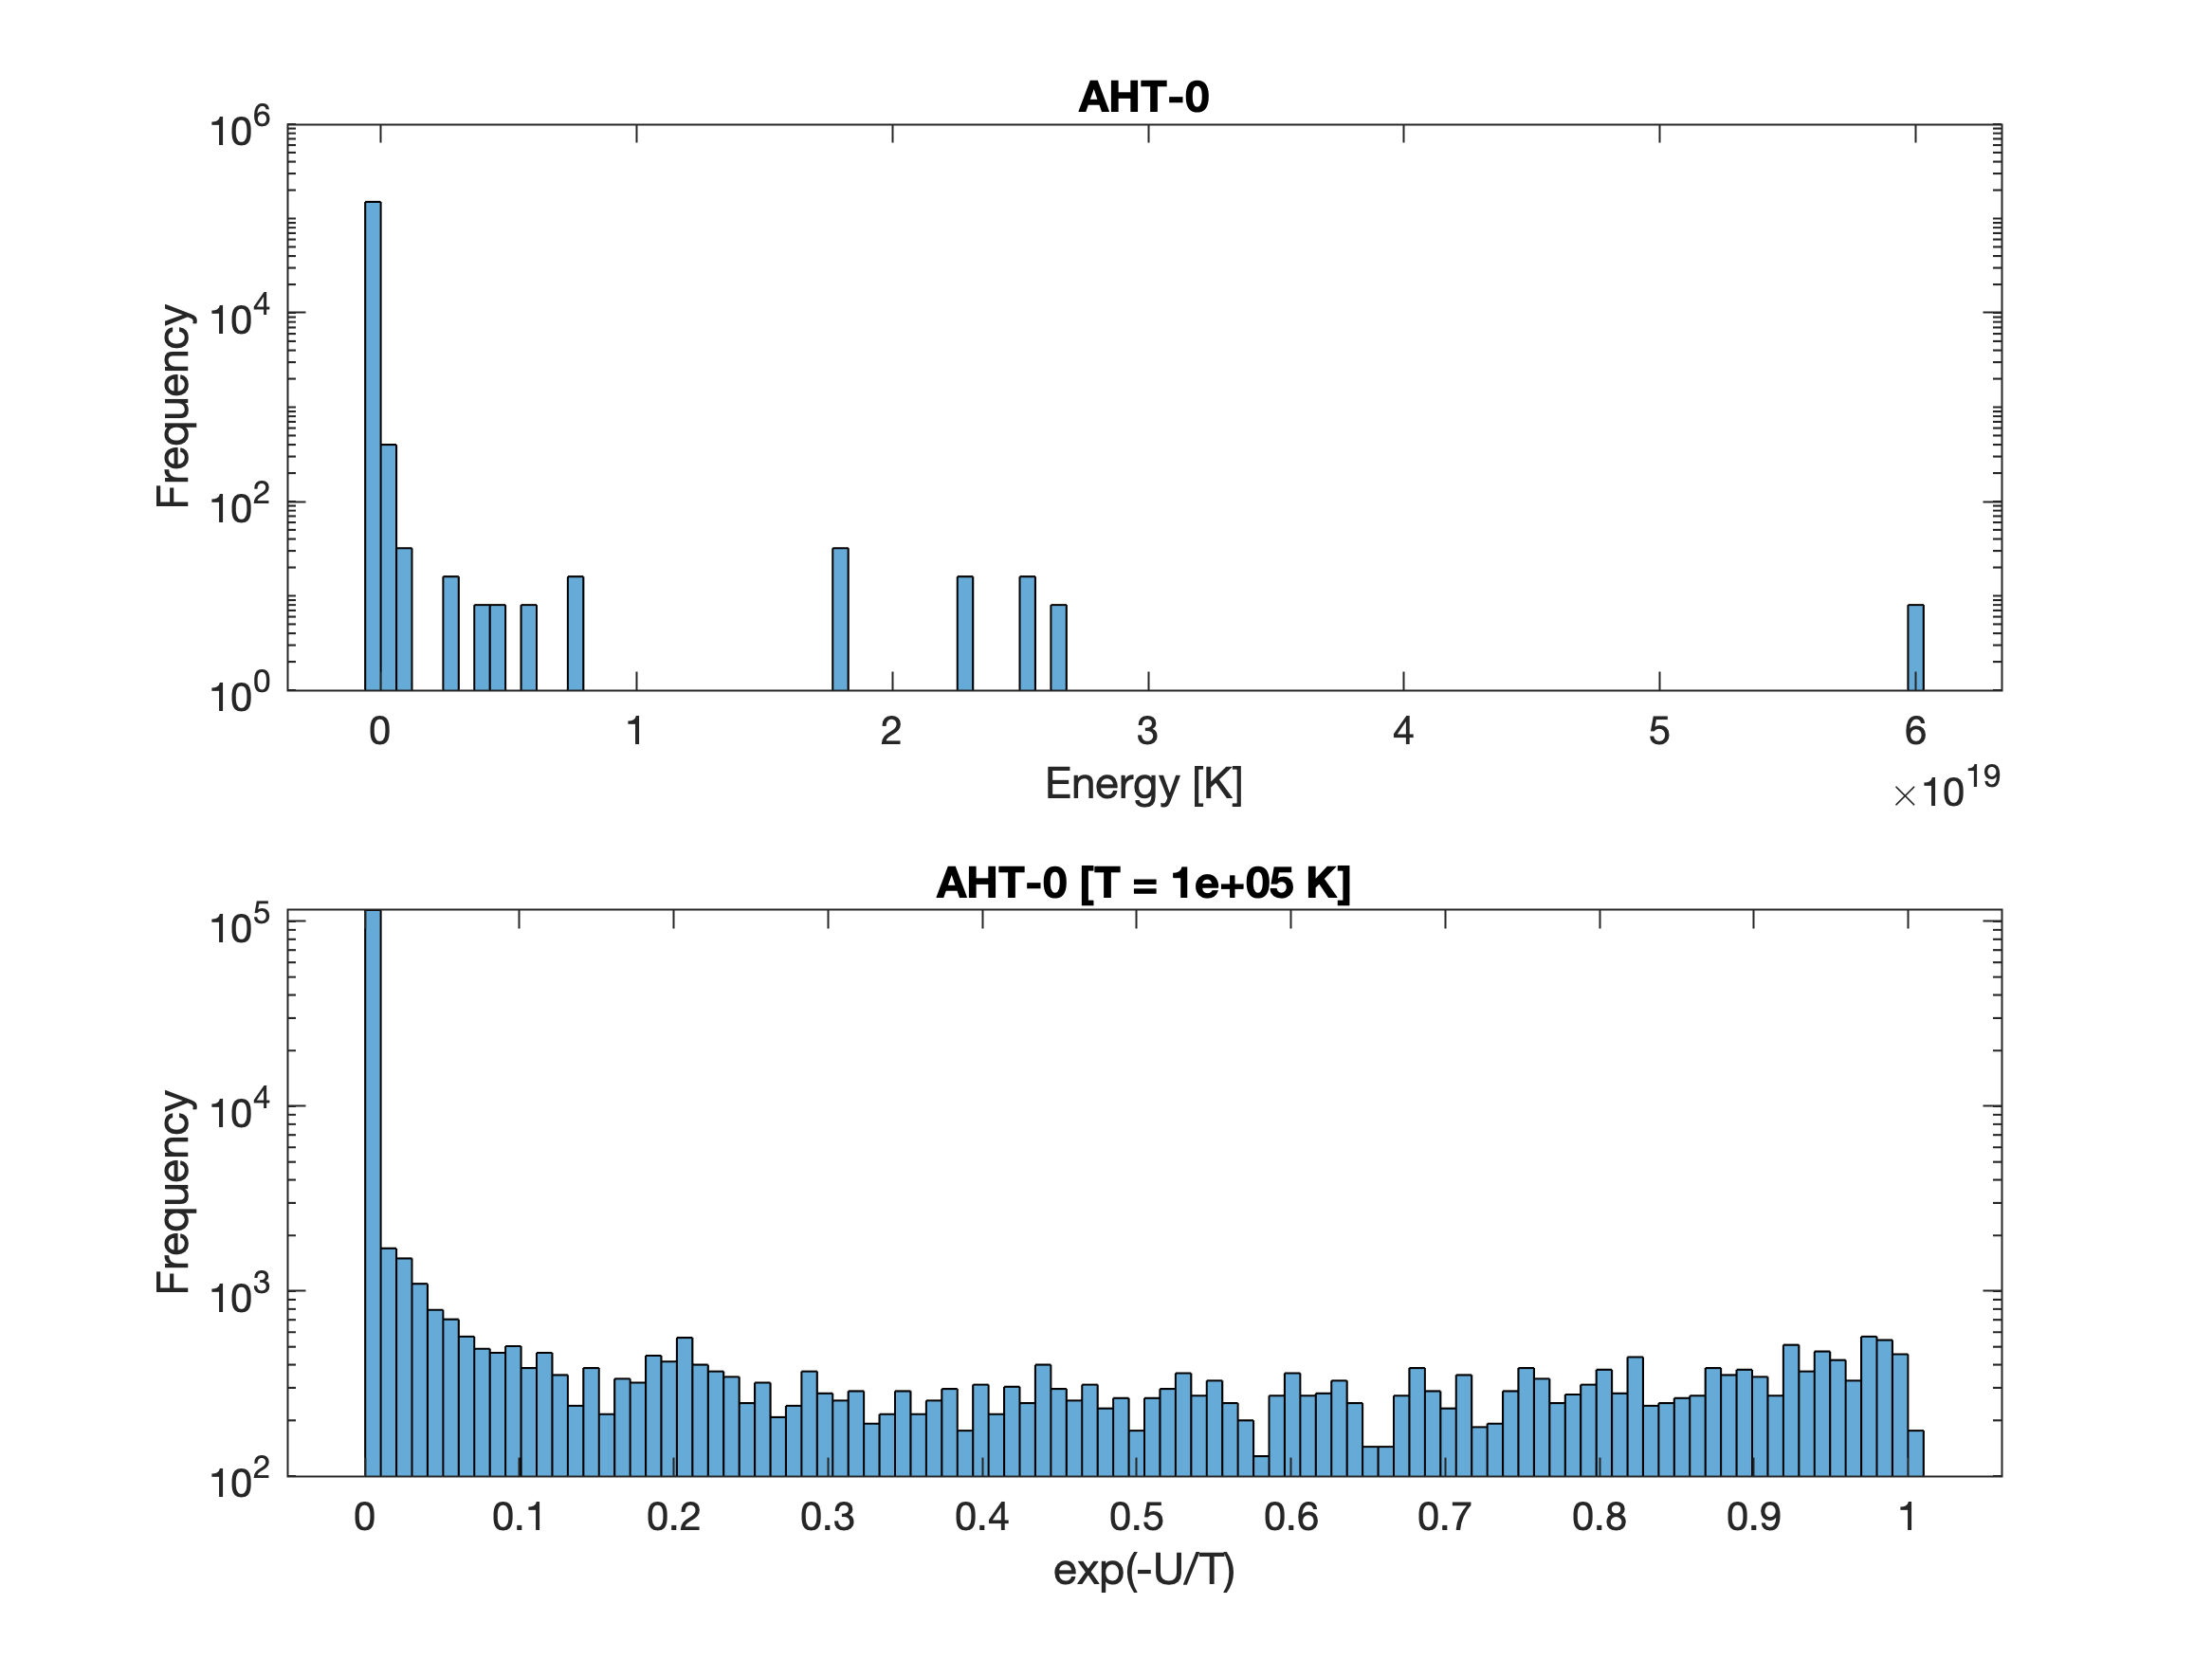 AHT-0
10^6
10^4
10^2
10^0
Frequency
0 1 2 3 4 5 6
Energy [K]
×10^19
AHT-0 [T = 1e+05 K]
10^5
10^4
10^3
10^2
Frequency
0 0.1 0.2 0.3 0.4 0.5 0.6 0.7 0.8 0.9 1
exp(-U/T)